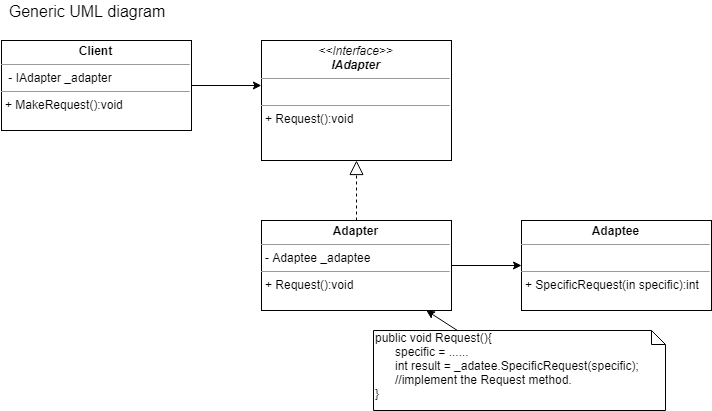 Generic UML diagram
Client
- IAdapter _adapter
+ MakeRequest():void
<<Interface>>
IAdapter
+ Request():void
Adapter
- Adaptee _adaptee
+ Request():void
Adaptee
+ SpecificRequest(in specific):int
public void Request(){
specific = ......
int result = _adatee.SpecificRequest(specific);
//implement the Request method.
}